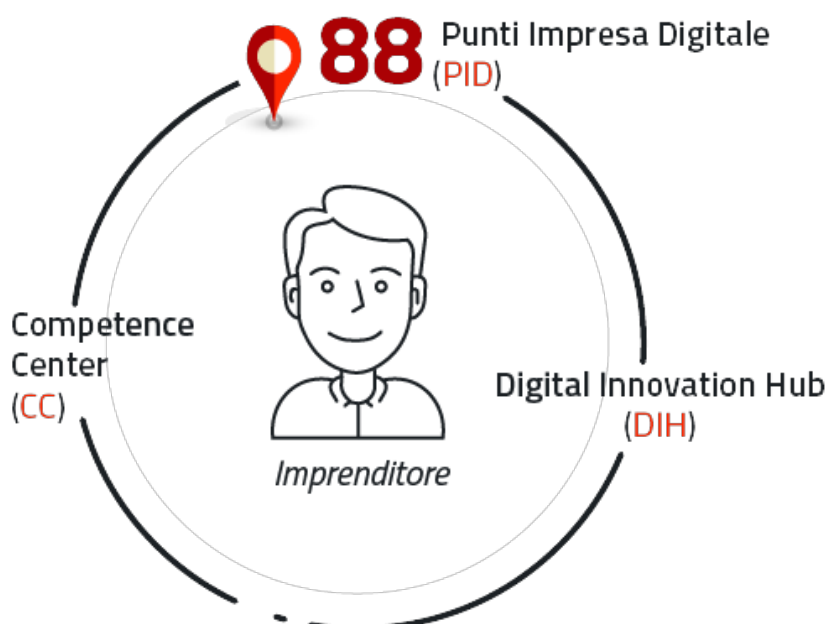 88 Punti Impresa Digitale
(PID)
Competence
Center
(CC)
Digital Innovation Hub
(DIH)
Imprenditore